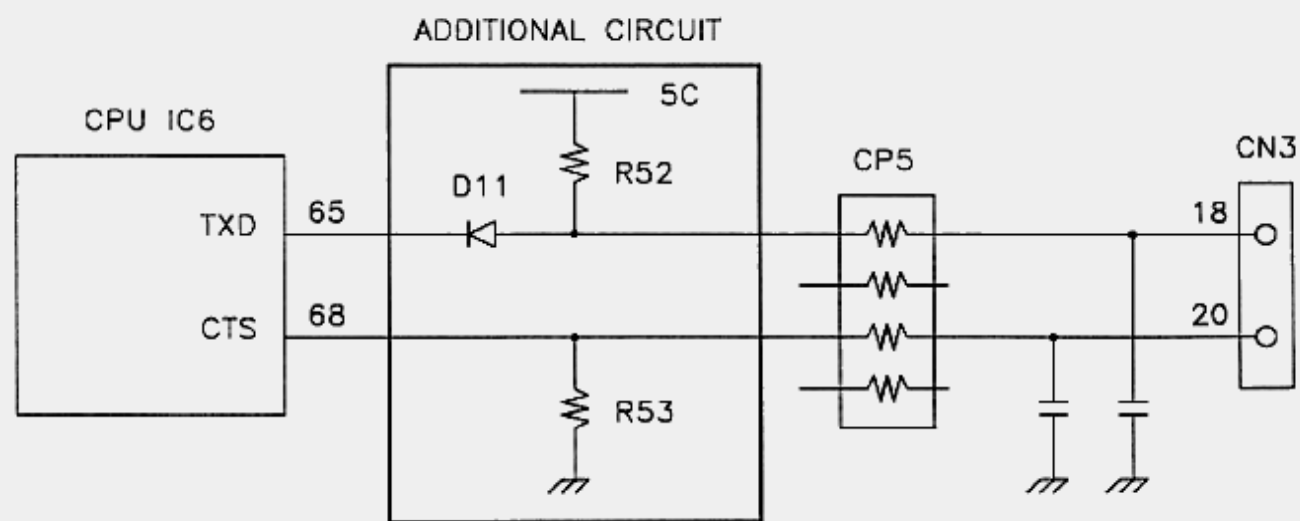 ADDITIONAL CIRCUIT
5C
CPU IC6
CN3
CP5
R52
D11
TXD
65
18
CTS
68
20
R53